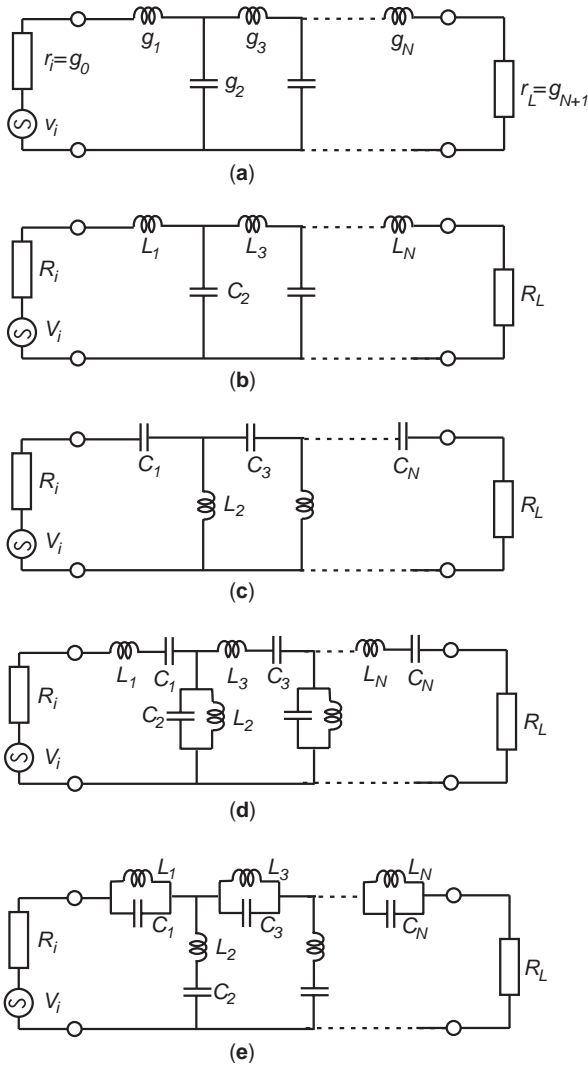 g1 g3 gN
ri=g0 g2 rL=gN+1
vi
(a)
L1 L3 LN
Ri C2 RL
Vi
(b)
C1 C3 CN
Ri L2 RL
Vi
(c)
L1 C1 L3 C3 LN CN
Ri C2 L2 RL
Vi
(d)
L1 L3 LN
C1 C3 CN
Ri L2 RL
Vi C2
(e)